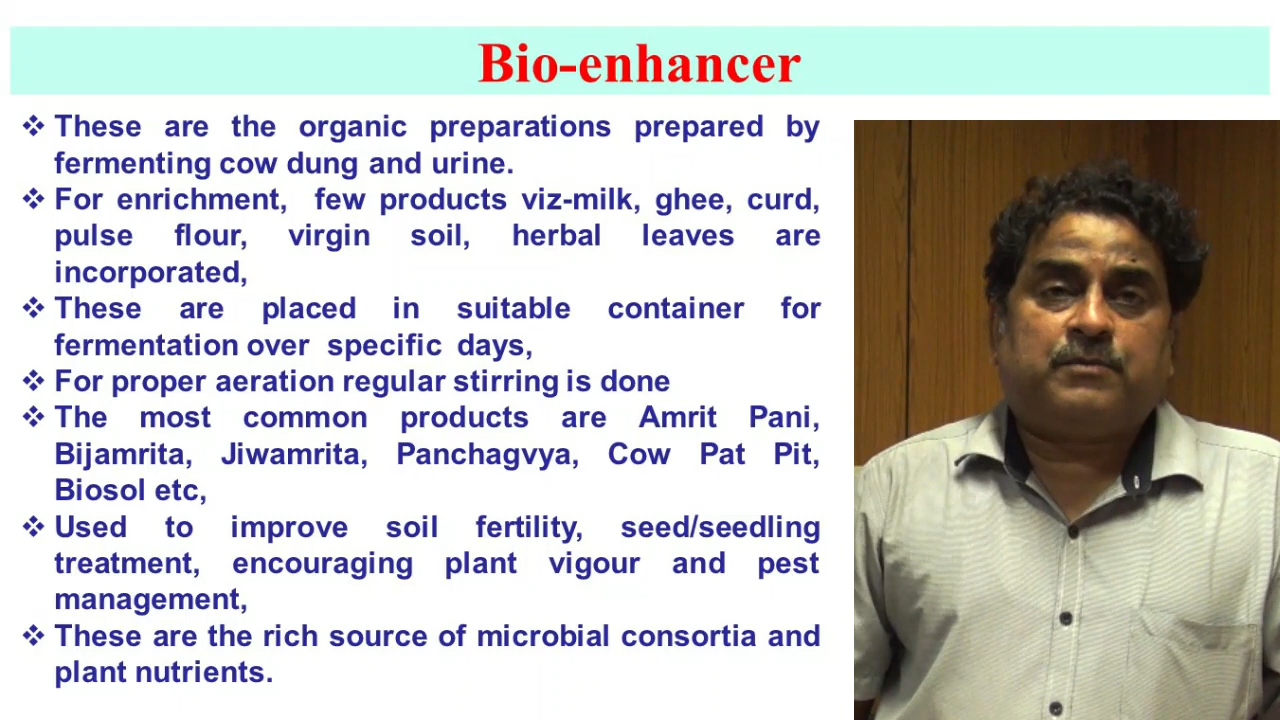 Bio-enhancer
❖ These are the organic preparations prepared by
fermenting cow dung and urine.
❖ For enrichment, few products viz-milk, ghee, curd,
pulse flour, virgin soil, herbal leaves are
incorporated,
❖ These are placed in suitable container for
fermentation over specific days,
❖ For proper aeration regular stirring is done
❖ The most common products are Amrit Pani,
Bijamrita, Jiwamrita, Panchagvya, Cow Pat Pit,
Biosol etc,
❖ Used to improve soil fertility, seed/seedling
treatment, encouraging plant vigour and pest
management,
❖ These are the rich source of microbial consortia and
plant nutrients.